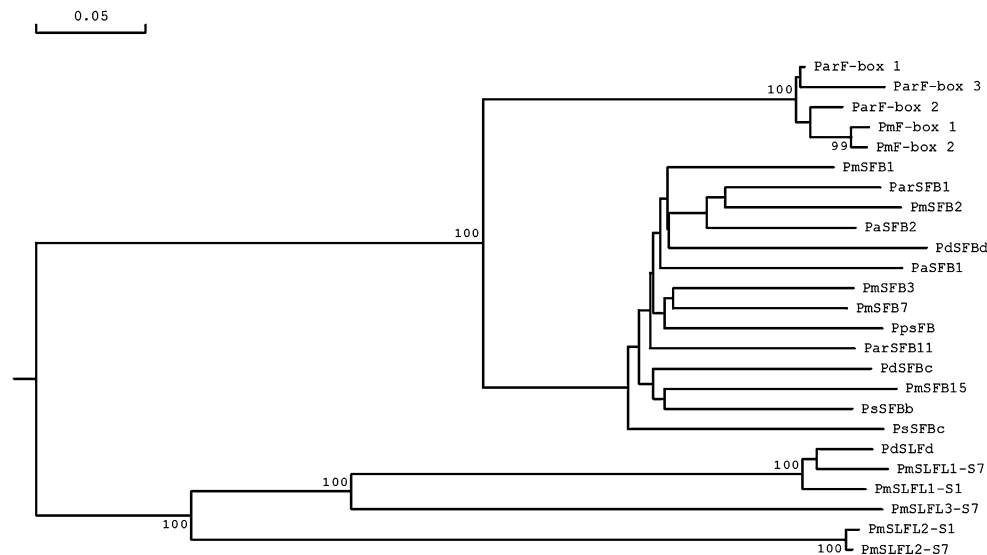 0.05
ParF-box 1
100
ParF-box 3
ParF-box 2
PmF-box 1
99
PmF-box 2
PmSFB1
ParSFB1
PmSFB2
PaSFB2
100
PdSFBd
PaSFB1
PmSFB3
PmSFB7
PpsFB
ParSFB11
PdSFBc
PmSFB15
PsSFBb
PsSFBc
PdSLFd
100
PmSLFL1-S7
100
PmSLFL1-S1
PmSLFL3-S7
100
PmSLFL2-S1
100
PmSLFL2-S7